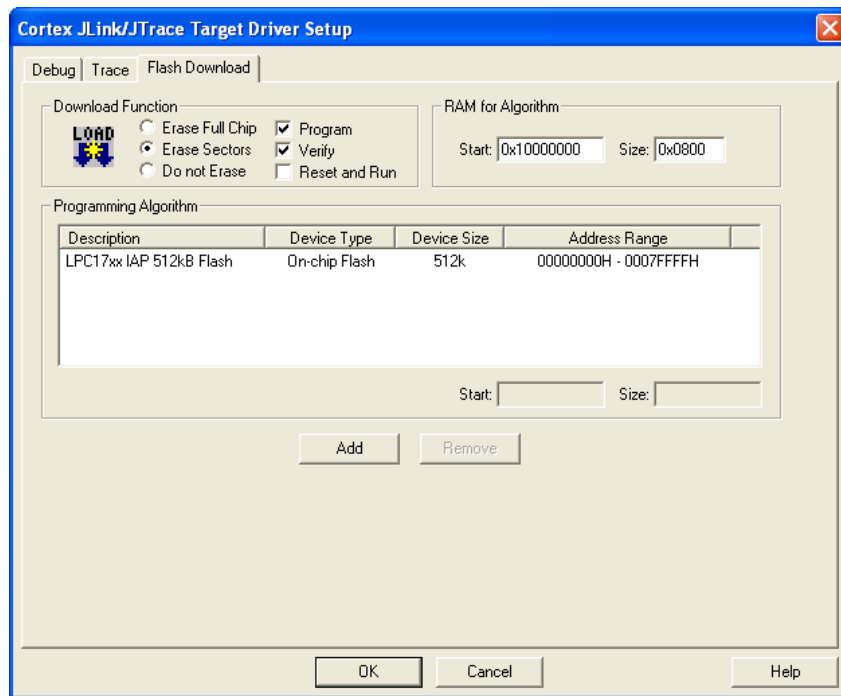 Cortex JLink/JTrace Target Driver Setup
Debug Trace Flash Download
Download Function
LOAD
Erase Full Chip
Erase Sectors
Do not Erase
Program
Verify
Reset and Run
RAM for Algorithm
Start: 0x10000000 Size: 0x0800
Programming Algorithm
Description Device Type Device Size Address Range
LPC17xx IAP 512kB Flash On-chip Flash 512k 00000000H - 0007FFFFH
Start: Size:
Add Remove
OK Cancel Help